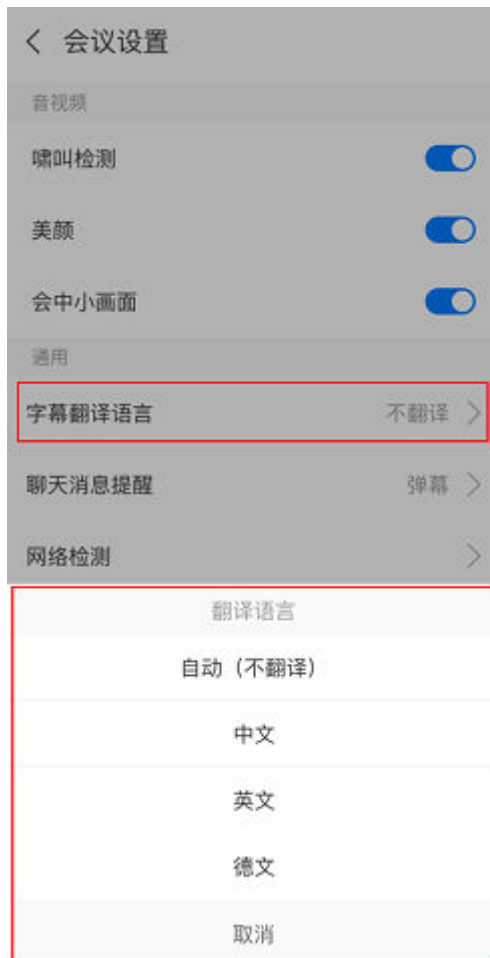 会议设置
音视频
啸叫检测
美颜
会中小画面
通用
字幕翻译语言 不翻译
聊天消息提醒 弹幕
网络检测
翻译语言
自动（不翻译）
中文
英文
德文
取消